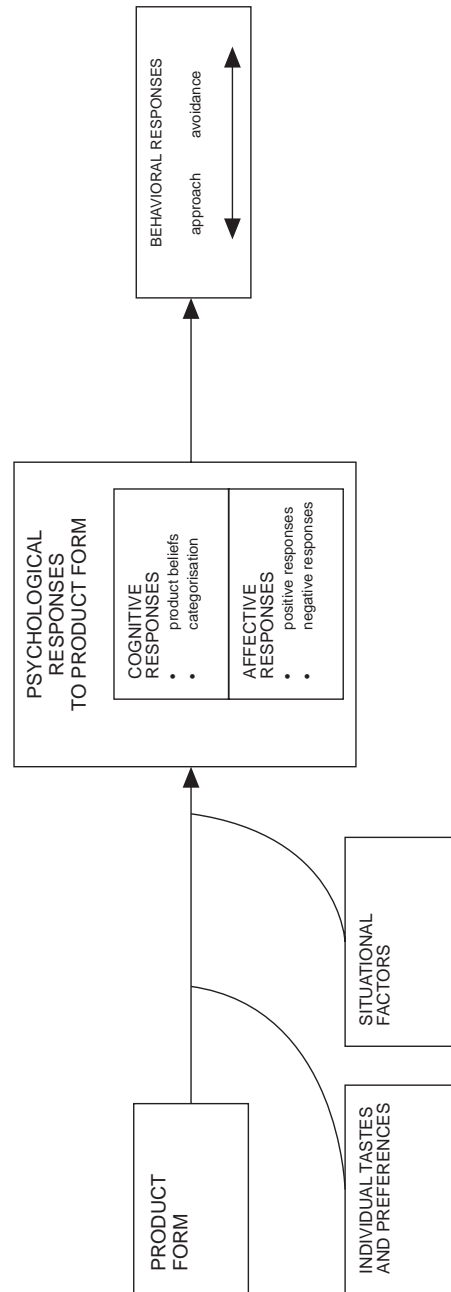 PRODUCT
FORM
INDIVIDUAL TASTES
AND PREFERENCES
SITUATIONAL
FACTORS
PSYCHOLOGICAL
RESPONSES
TO PRODUCT FORM
COGNITIVE
RESPONSES
• product beliefs
• categorisation
AFFECTIVE
RESPONSES
• positive responses
• negative responses
BEHAVIORAL RESPONSES
approach avoidance